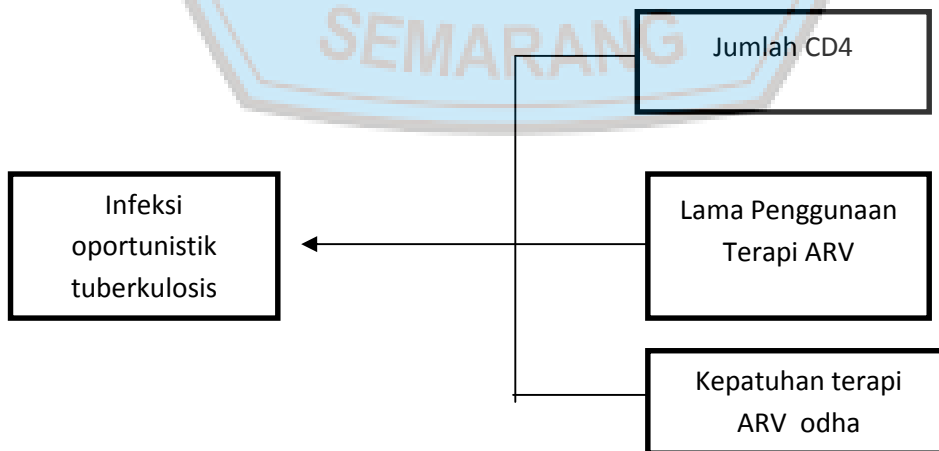 SEMARANG
Jumlah CD4
Infeksi
oportunistik
tuberkulosis
Lama Penggunaan
Terapi ARV
Kepatuhan terapi
ARV odha